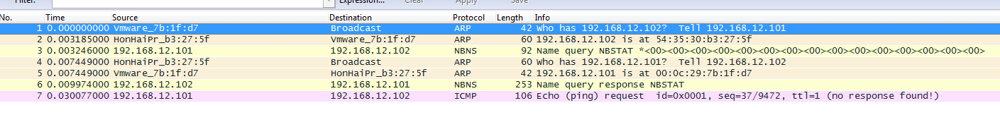 Filter: Expression... Clear Apply Save
No. Time Source Destination Protocol Length Info
1 0.000000000 Vmware_7b:1f:d7 Broadcast ARP 42 Who has 192.168.12.102? Tell 192.168.12.101
2 0.003185000 HonHaiPr_b3:27:5f Vmware_7b:1f:d7 ARP 60 192.168.12.102 is at 54:35:30:b3:27:5f
3 0.003246000 192.168.12.101 192.168.12.102 NBNS 92 Name query NBSTAT *<00><00><00><00><00><00><00><00><00><00><00><00><00><00><00>
4 0.007449000 HonHaiPr_b3:27:5f Broadcast ARP 60 Who has 192.168.12.101? Tell 192.168.12.102
5 0.007449000 Vmware_7b:1f:d7 HonHaiPr_b3:27:5f ARP 42 192.168.12.101 is at 00:0c:29:7b:1f:d7
6 0.009974000 192.168.12.102 192.168.12.101 NBNS 253 Name query response NBSTAT
7 0.030077000 192.168.12.101 192.168.12.102 ICMP 106 Echo (ping) request id=0x0001, seq=37/9472, ttl=1 (no response found!)